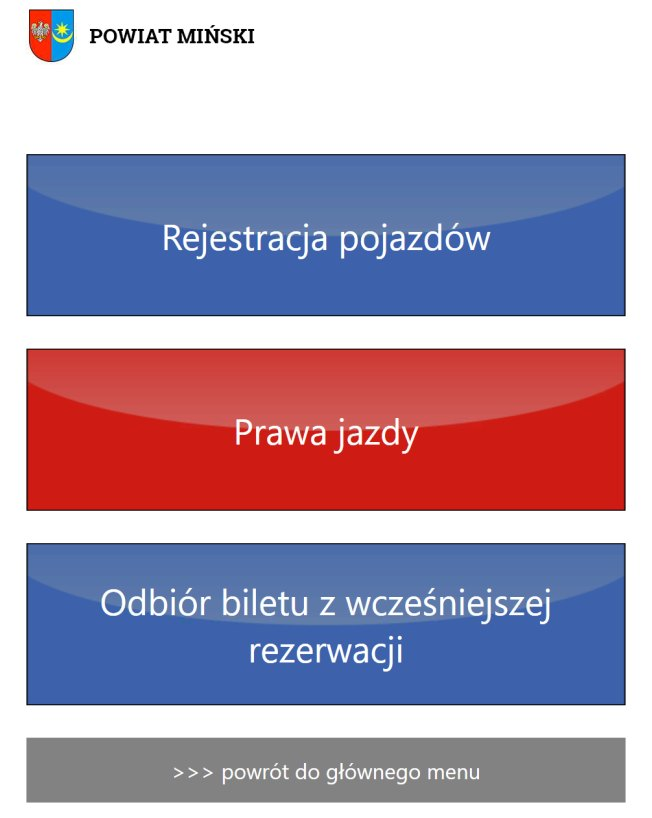 POWIAT MIŃSKI
Rejestracja pojazdów
Prawa jazdy
Odbiór biletu z wcześniejszej
rezerwacji
>>> powrót do głównego menu